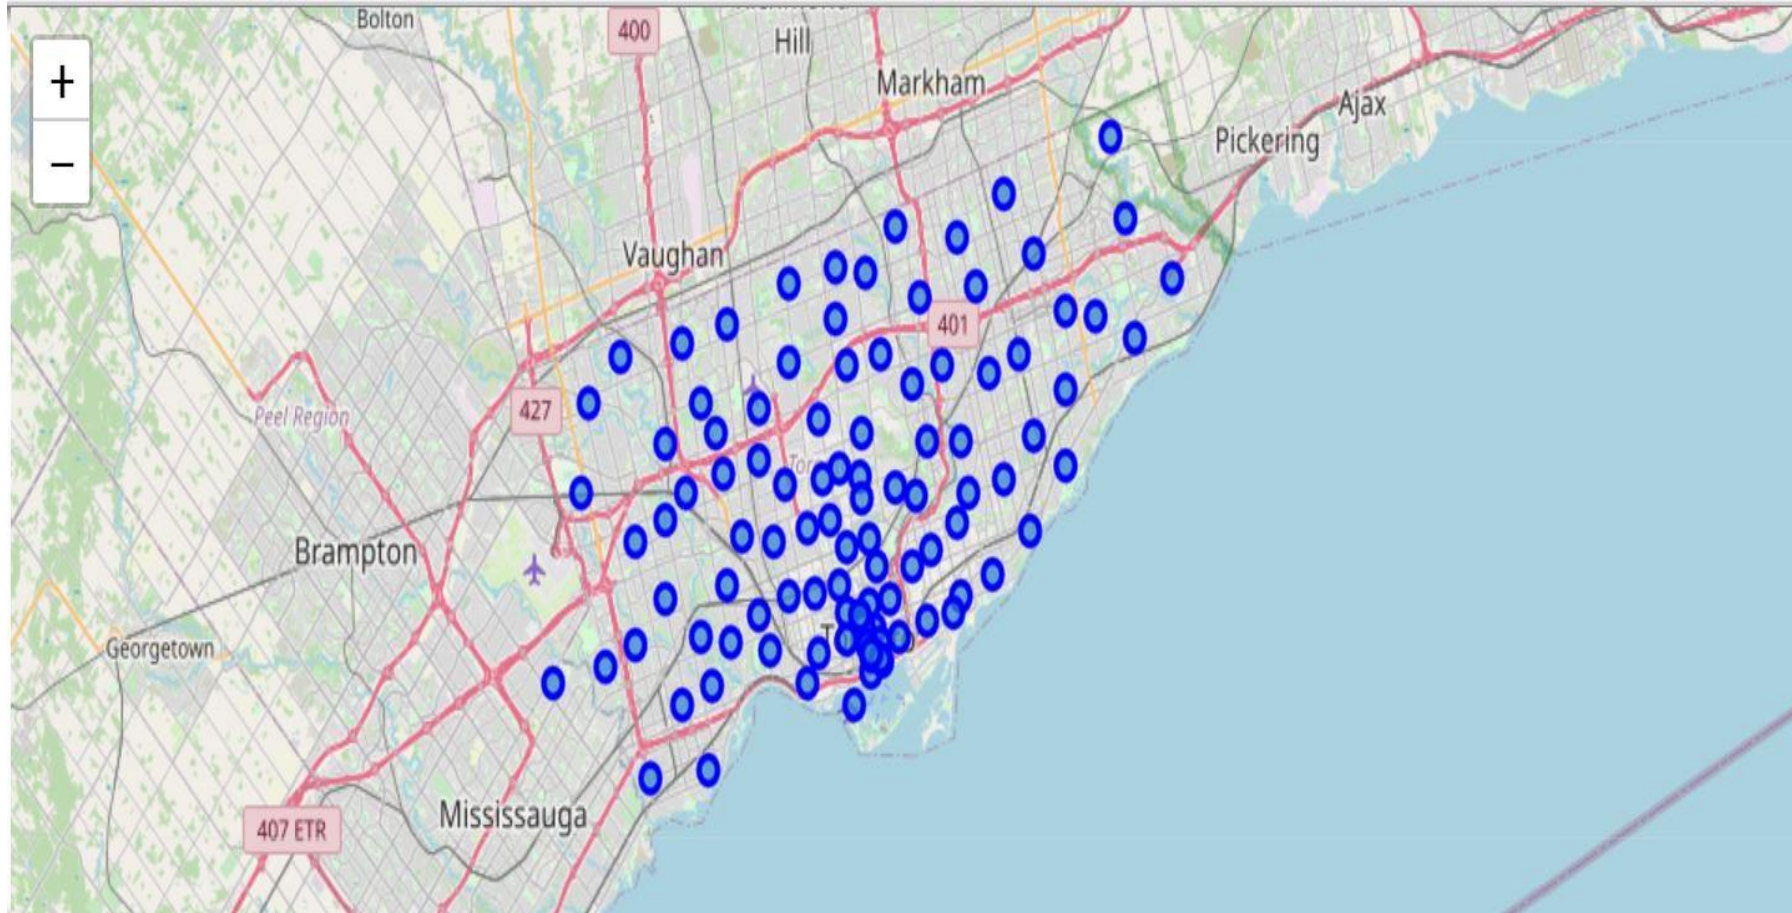 Bolton
400
Hill
Markham
Ajax
Pickering
Vaughan
401
Peel Region
427
Brampton
Georgetown
Mississauga
407 ETR
+
−